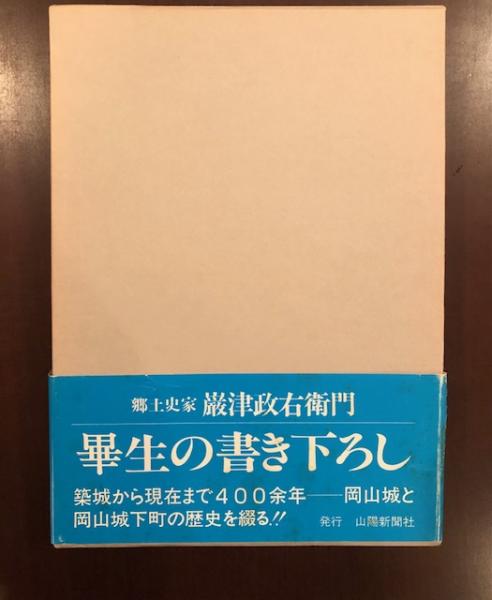 郷土史家 巌津政右衛門
畢生の書き下ろし
築城から現在まで400余年――岡山城と
岡山城下町の歴史を綴る!! 発行 山陽新聞社